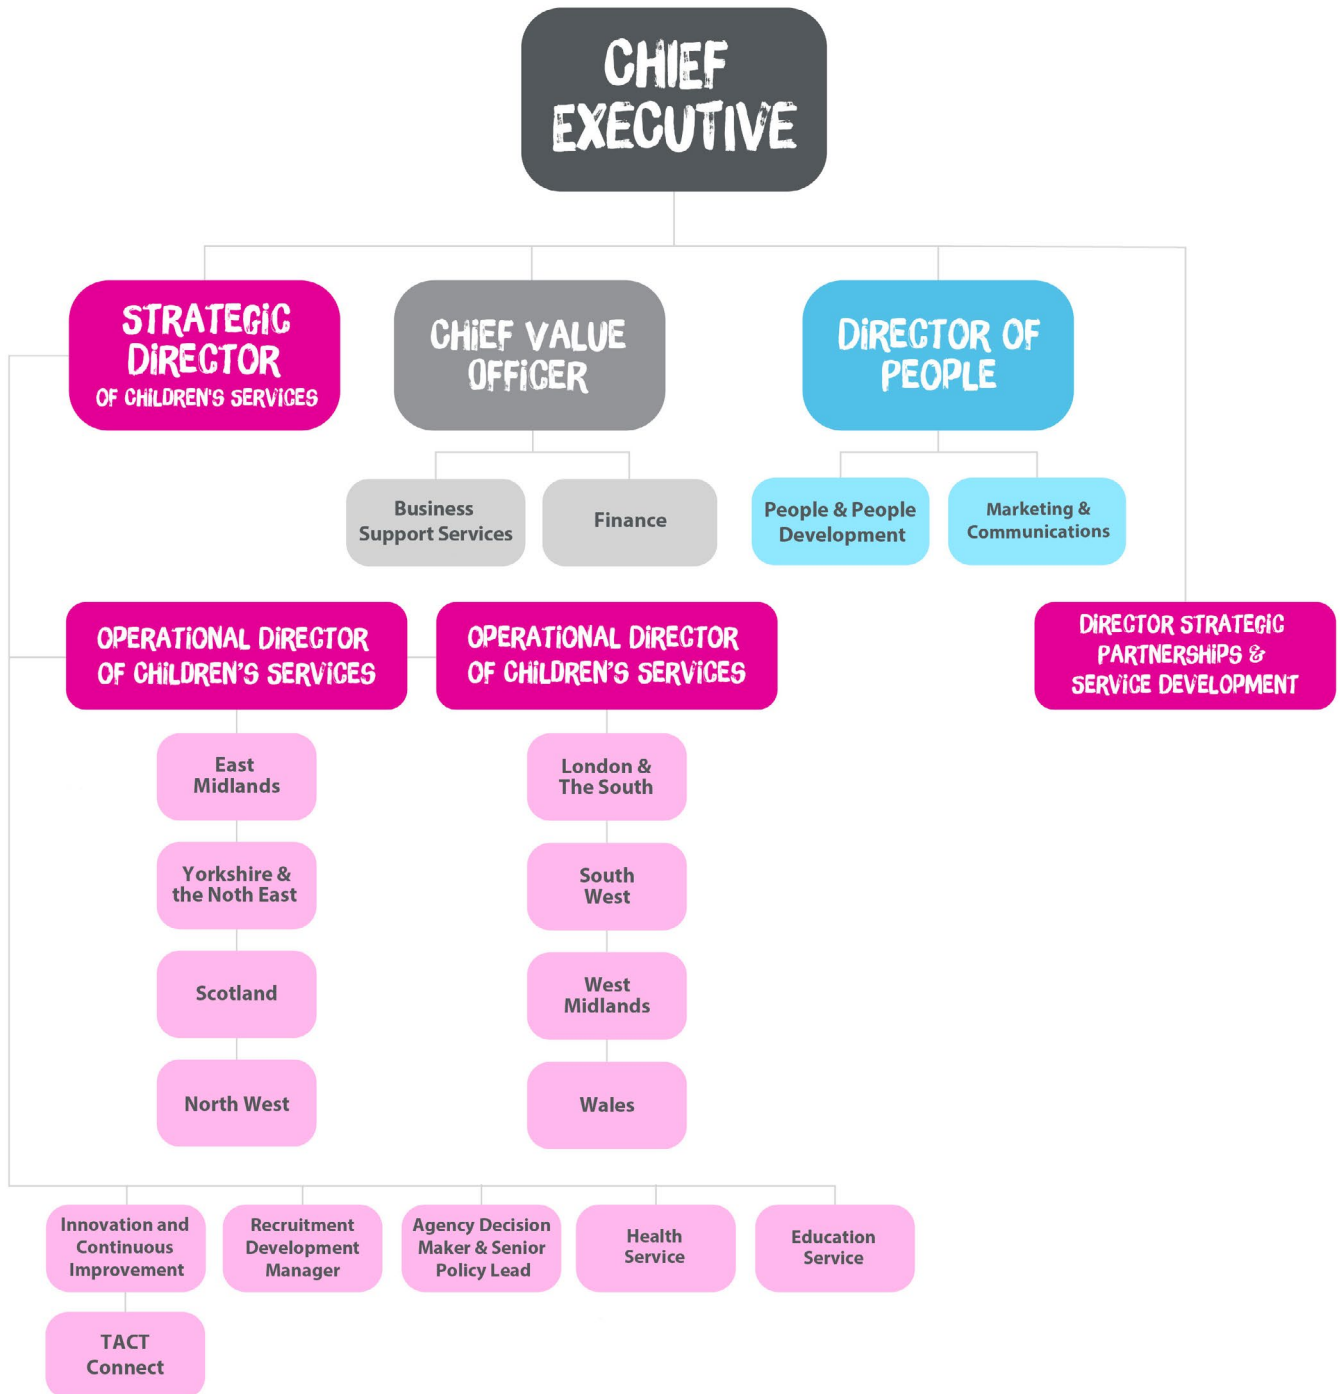 CHIEF
EXECUTIVE
STRATEGIC
DIRECTOR
OF CHILDREN'S SERVICES
CHIEF VALUE
OFFICER
DIRECTOR OF
PEOPLE
Business
Support Services
Finance
People & People
Development
Marketing &
Communications
OPERATIONAL DIRECTOR
OF CHILDREN'S SERVICES
OPERATIONAL DIRECTOR
OF CHILDREN'S SERVICES
DIRECTOR STRATEGIC
PARTNERSHIPS &
SERVICE DEVELOPMENT
East
Midlands
Yorkshire &
the Noth East
Scotland
North West
London &
The South
South
West
West
Midlands
Wales
Innovation and
Continuous
Improvement
Recruitment
Development
Manager
Agency Decision
Maker & Senior
Policy Lead
Health
Service
Education
Service
TACT
Connect